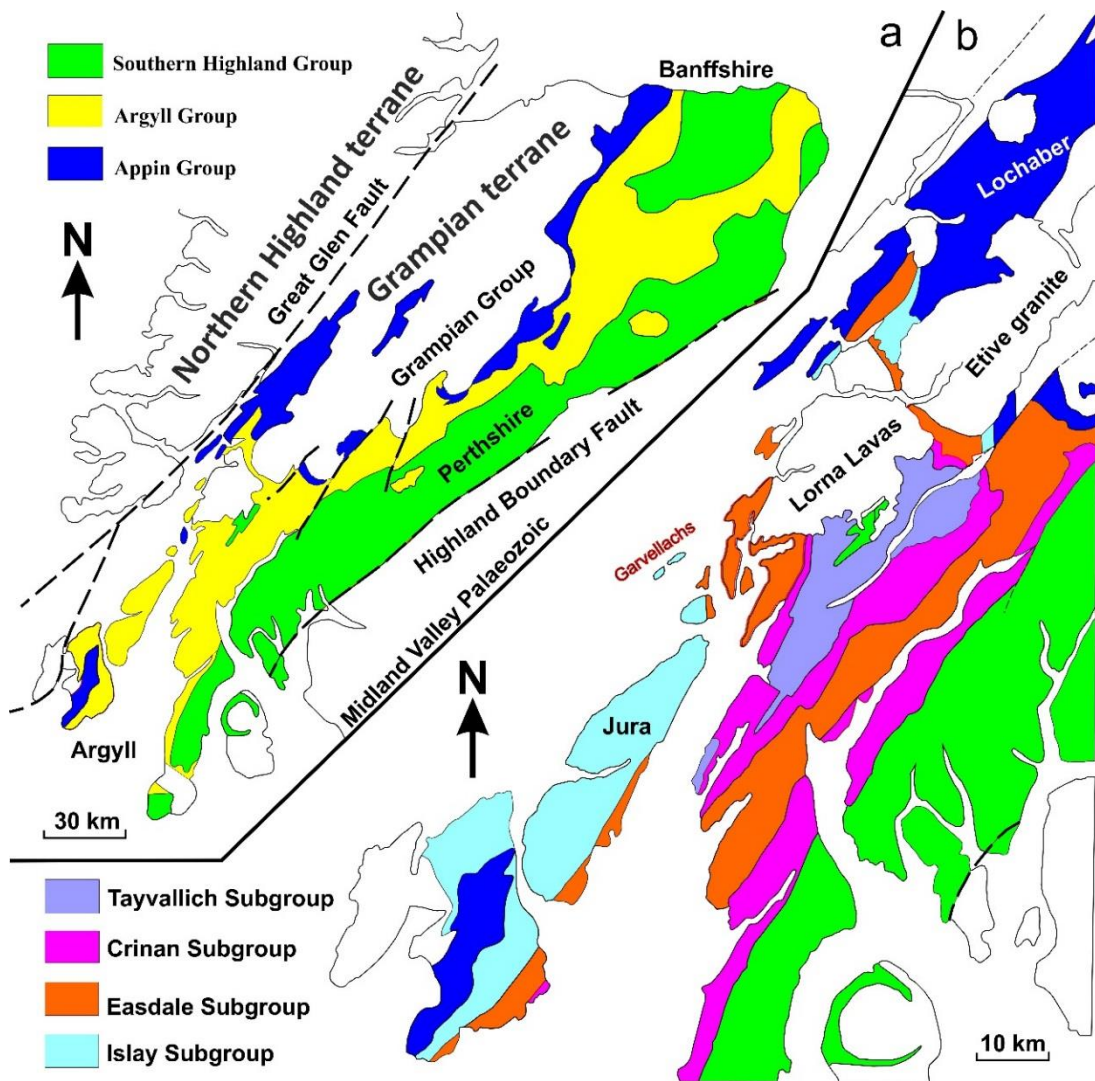 a
b
Southern Highland Group
Argyll Group
Appin Group
N
Northern Highland terrane
Great Glen Fault
Grampian terrane
Banffshire
Grampian Group
Perthshire
Highland Boundary Fault
Midland Valley Palaeozoic
Argyll
30 km
Lochaber
Etive granite
Lorna Lavas
Garvellachs
N
Jura
Tayvallich Subgroup
Crinan Subgroup
Easdale Subgroup
Islay Subgroup
10 km